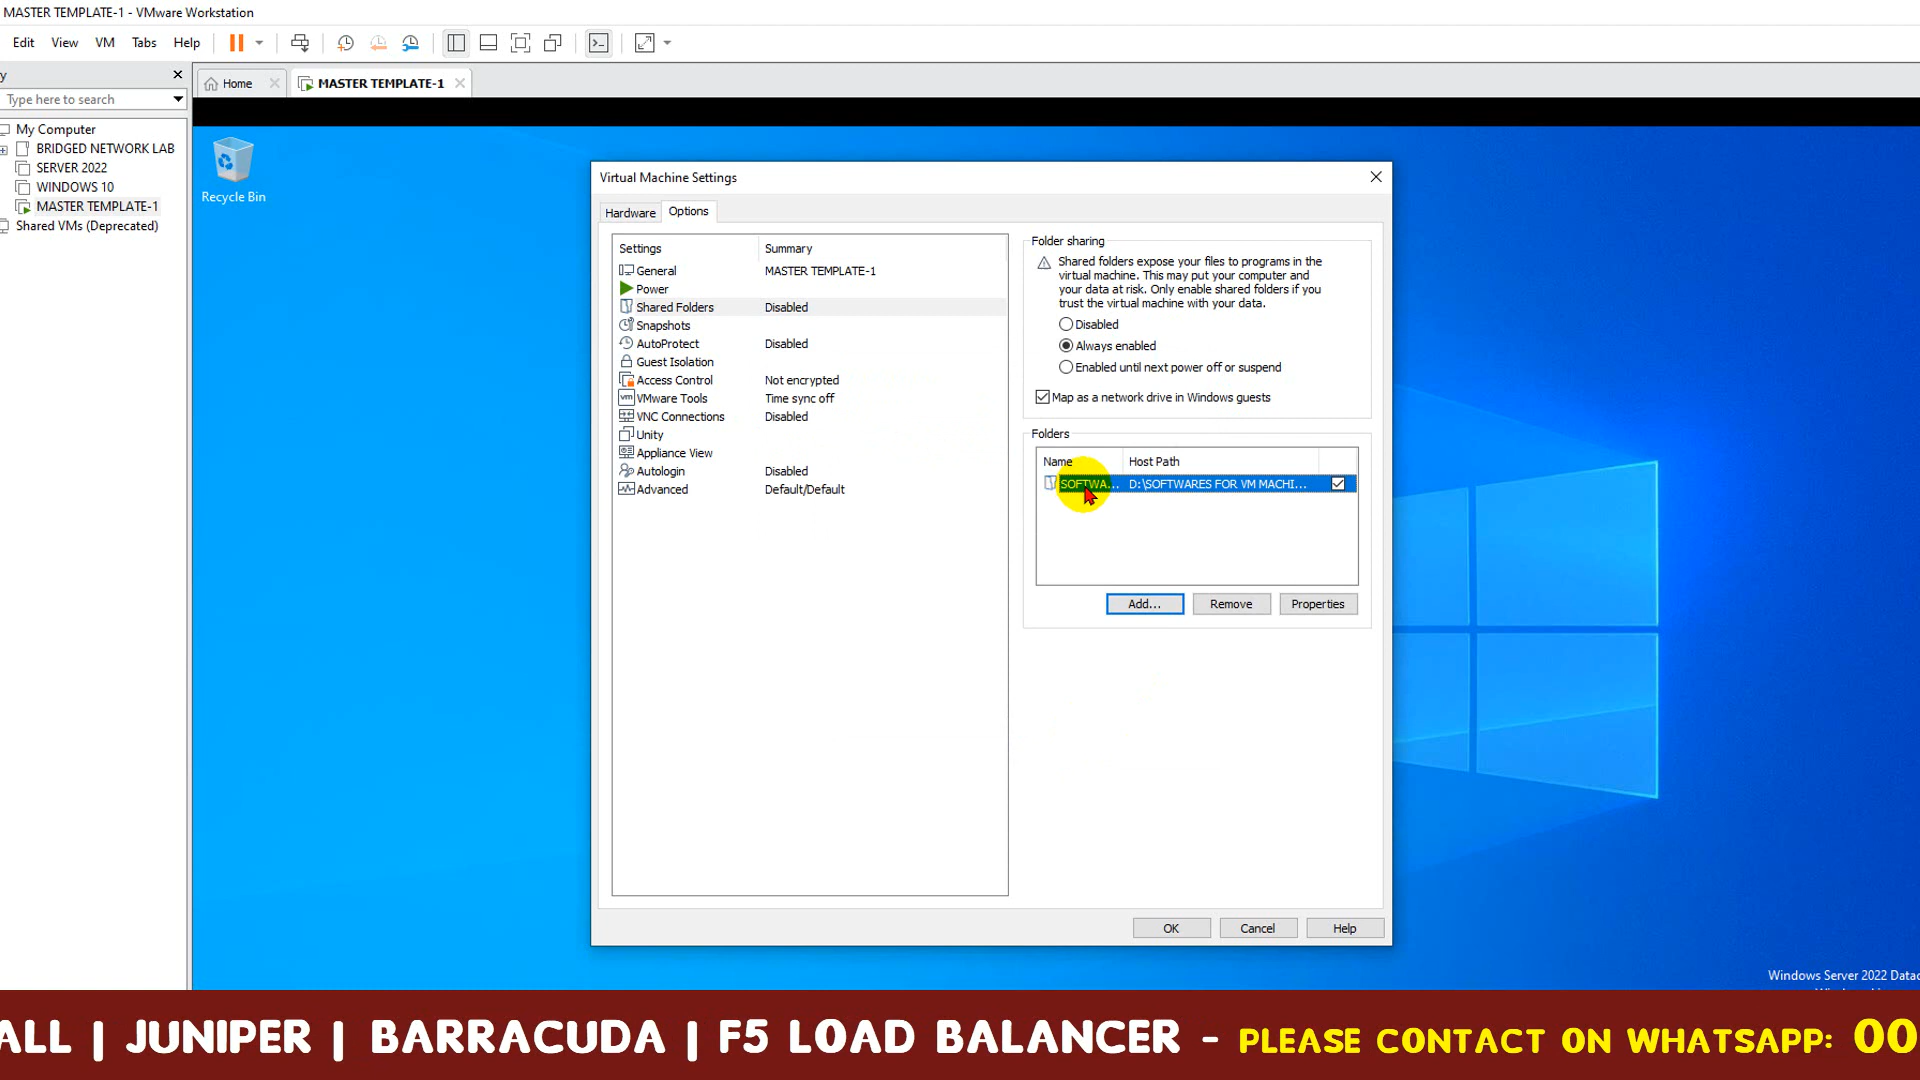 MASTER TEMPLATE-1 - VMware Workstation
Edit View VM Tabs Help
y
Type here to search
Home
MASTER TEMPLATE-1
My Computer
BRIDGED NETWORK LAB
SERVER 2022
WINDOWS 10
MASTER TEMPLATE-1
Shared VMs (Deprecated)
Recycle Bin
Virtual Machine Settings
Hardware Options
Settings Summary
General MASTER TEMPLATE-1
Power
Shared Folders Disabled
Snapshots
AutoProtect Disabled
Guest Isolation
Access Control Not encrypted
VMware Tools Time sync off
VNC Connections Disabled
Unity
Appliance View
Autologin Disabled
Advanced Default/Default
Folder sharing
Shared folders expose your files to programs in the
virtual machine. This may put your computer and
your data at risk. Only enable shared folders if you
trust the virtual machine with your data.
Disabled
Always enabled
Enabled until next power off or suspend
Map as a network drive in Windows guests
Folders
Name Host Path
SOFTWA... D:\SOFTWARES FOR VM MACHI...
Add... Remove Properties
OK Cancel Help
Windows Server 2022 Datac
ALL | JUNIPER | BARRACUDA | F5 LOAD BALANCER - PLEASE CONTACT ON WHATSAPP: 00